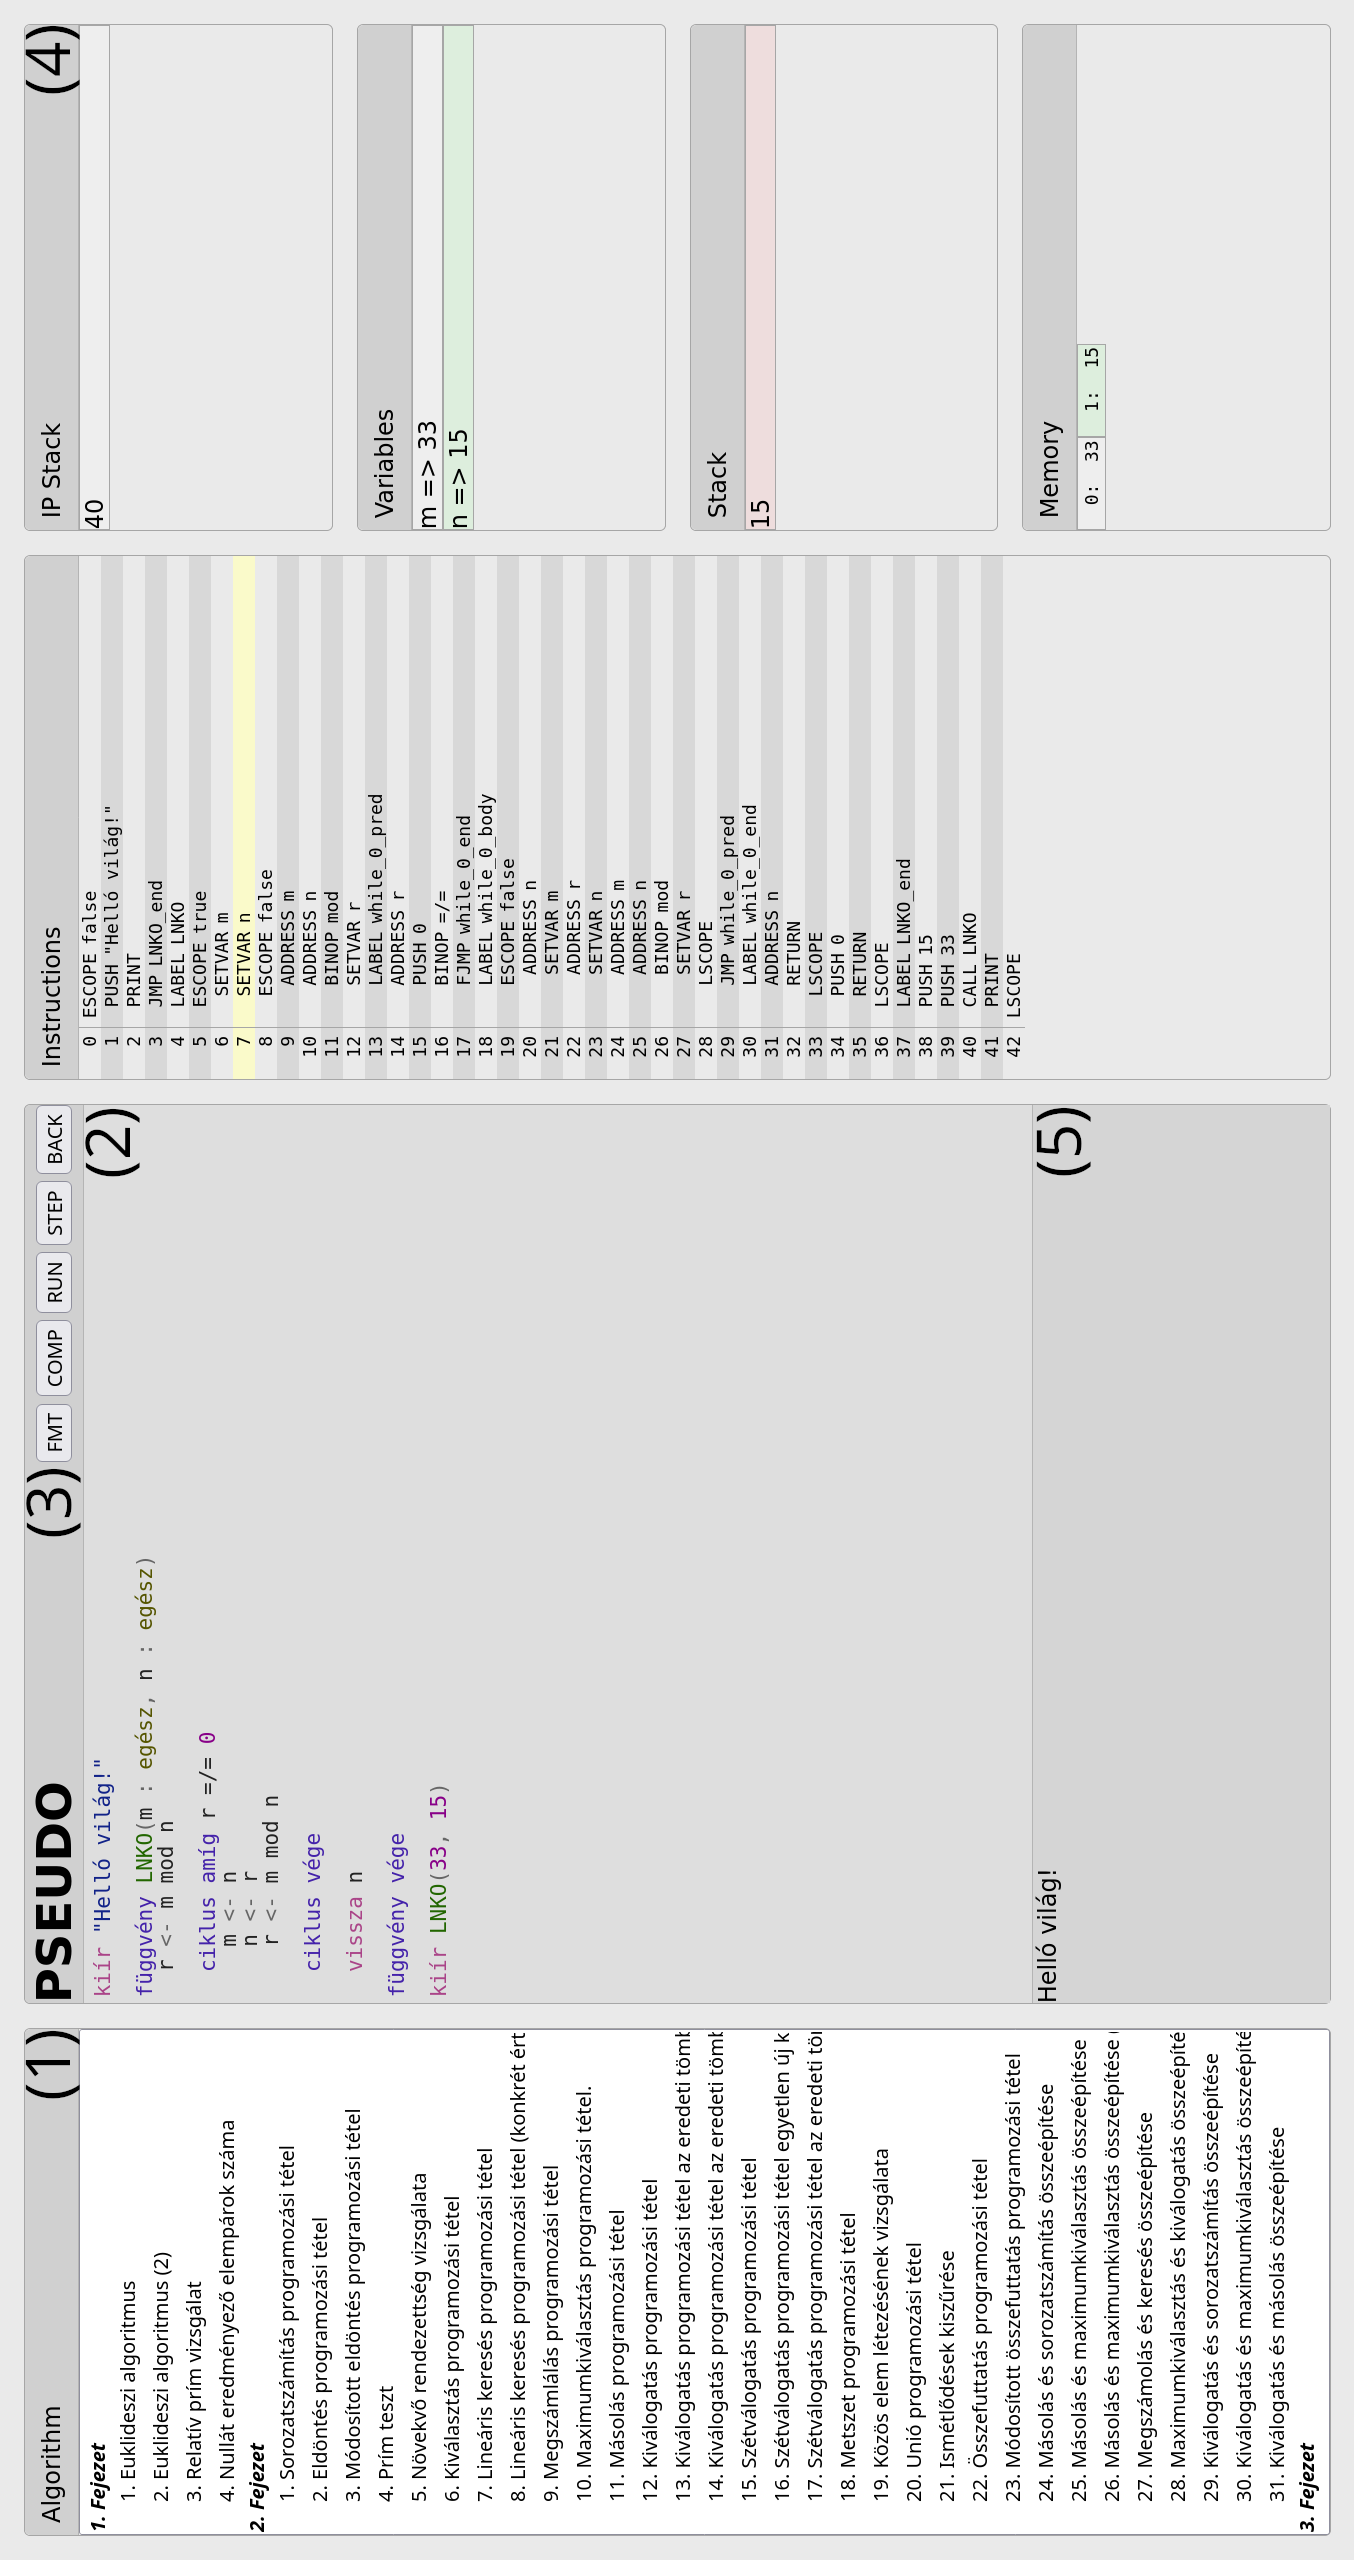 Algorithm (1)
1. Fejezet
1. Euklideszi algoritmus
2. Euklideszi algoritmus (2)
3. Relatív prím vizsgálat
4. Nullát eredményező elempárok száma
2. Fejezet
1. Sorozatszámítás programozási tétel
2. Eldöntés programozási tétel
3. Módosított eldöntés programozási tétel
4. Prím teszt
5. Növekvő rendezettség vizsgálata
6. Kiválasztás programozási tétel
7. Lineáris keresés programozási tétel
8. Lineáris keresés programozási tétel (konkrét ért
9. Megszámlálás programozási tétel
10. Maximumkiválasztás programozási tétel.
11. Másolás programozási tétel
12. Kiválogatás programozási tétel
13. Kiválogatás programozási tétel az eredeti tömb
14. Kiválogatás programozási tétel az eredeti tömb
15. Szétválogatás programozási tétel
16. Szétválogatás programozási tétel egyetlen új k
17. Szétválogatás programozási tétel az eredeti töm
18. Metszet programozási tétel
19. Közös elem létezésének vizsgálata
20. Unió programozási tétel
21. Ismétlődések kiszűrése
22. Összefuttatás programozási tétel
23. Módosított összefuttatás programozási tétel
24. Másolás és sorozatszámítás összeépítése
25. Másolás és maximumkiválasztás összeépítése
26. Másolás és maximumkiválasztás összeépítése (
27. Megszámolás és keresés összeépítése
28. Maximumkiválasztás és kiválogatás összeépíté
29. Kiválogatás és sorozatszámítás összeépítése
30. Kiválogatás és maximumkiválasztás összeépíté
31. Kiválogatás és másolás összeépítése
3. Fejezet
PSEUDO (3) FMT COMP RUN STEP BACK
(2)
kiír "Helló világ!"
függvény LNKO(m : egész, n : egész)
r <- m mod n
ciklus amíg r =/= 0
m <- n
n <- r
r <- m mod n
ciklus vége
vissza n
függvény vége
kiír LNKO(33, 15)
(5)
Helló világ!
Instructions
0 ESCOPE false
1 PUSH "Helló világ!"
2 PRINT
3 JMP LNKO_end
4 LABEL LNKO
5 ESCOPE true
6 SETVAR m
7 SETVAR n
8 ESCOPE false
9 ADDRESS m
10 ADDRESS n
11 BINOP mod
12 SETVAR r
13 LABEL while_0_pred
14 ADDRESS r
15 PUSH 0
16 BINOP =/=
17 FJMP while_0_end
18 LABEL while_0_body
19 ESCOPE false
20 ADDRESS n
21 SETVAR m
22 ADDRESS r
23 SETVAR n
24 ADDRESS m
25 ADDRESS n
26 BINOP mod
27 SETVAR r
28 LSCOPE
29 JMP while_0_pred
30 LABEL while_0_end
31 ADDRESS n
32 RETURN
33 LSCOPE
34 PUSH 0
35 RETURN
36 LSCOPE
37 LABEL LNKO_end
38 PUSH 15
39 PUSH 33
40 CALL LNKO
41 PRINT
42 LSCOPE
IP Stack (4)
40
Variables
m => 33
n => 15
Stack
15
Memory
0: 33 1: 15